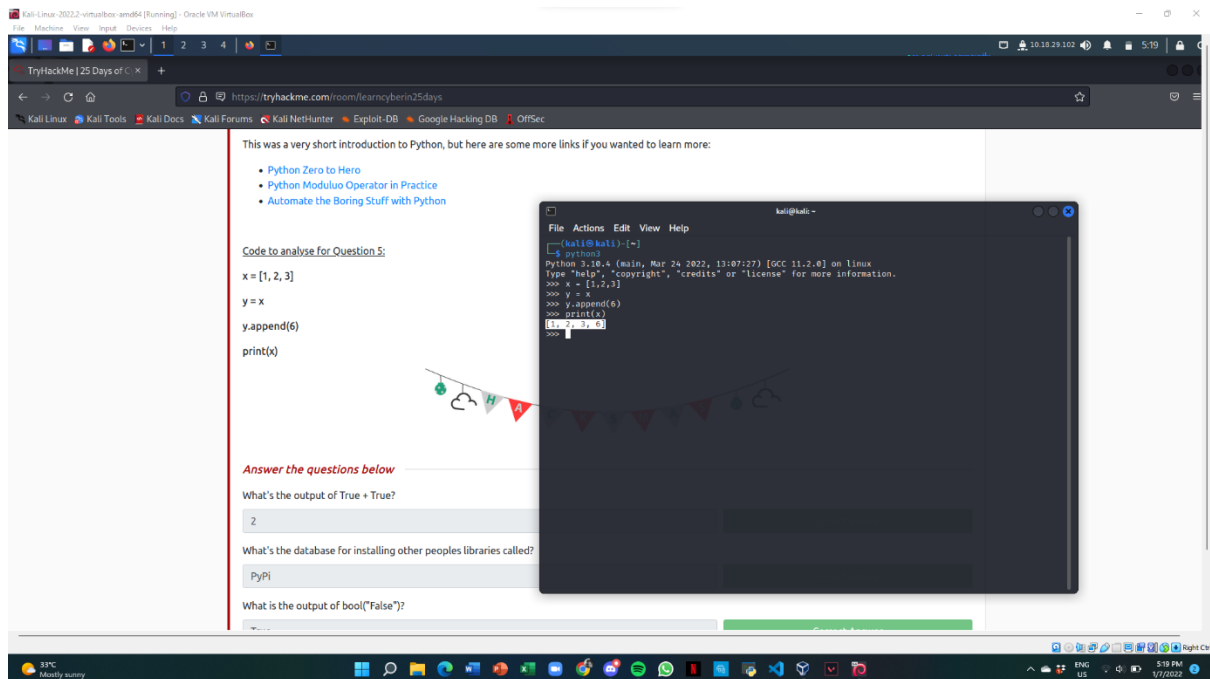 Kali-Linux-2022.2-virtualbox-amd64 [Running] - Oracle VM VirtualBox
File Machine View Input Devices Help
1 2 3 4
10.18.29.102
5:19
TryHackMe | 25 Days of C
https://tryhackme.com/room/learncyberin25days
Kali Linux Kali Tools Kali Docs Kali Forums Kali NetHunter Exploit-DB Google Hacking DB OffSec
This was a very short introduction to Python, but here are some more links if you wanted to learn more:
Python Zero to Hero
Python Moduluo Operator in Practice
Automate the Boring Stuff with Python
Code to analyse for Question 5:
x = [1, 2, 3]
y = x
y.append(6)
print(x)
H A
kali@kali: ~
File Actions Edit View Help
(kali㉿kali)-[~]
$ python3
Python 3.10.4 (main, Mar 24 2022, 13:07:27) [GCC 11.2.0] on linux
Type "help", "copyright", "credits" or "license" for more information.
>>> x = [1,2,3]
>>> y = x
>>> y.append(6)
>>> print(x)
[1, 2, 3, 6]
>>>
Answer the questions below
What's the output of True + True?
2
What's the database for installing other peoples libraries called?
PyPi
What is the output of bool("False")?
Right Ctr
33°C
Mostly sunny
ENG
US
5:19 PM
1/7/2022